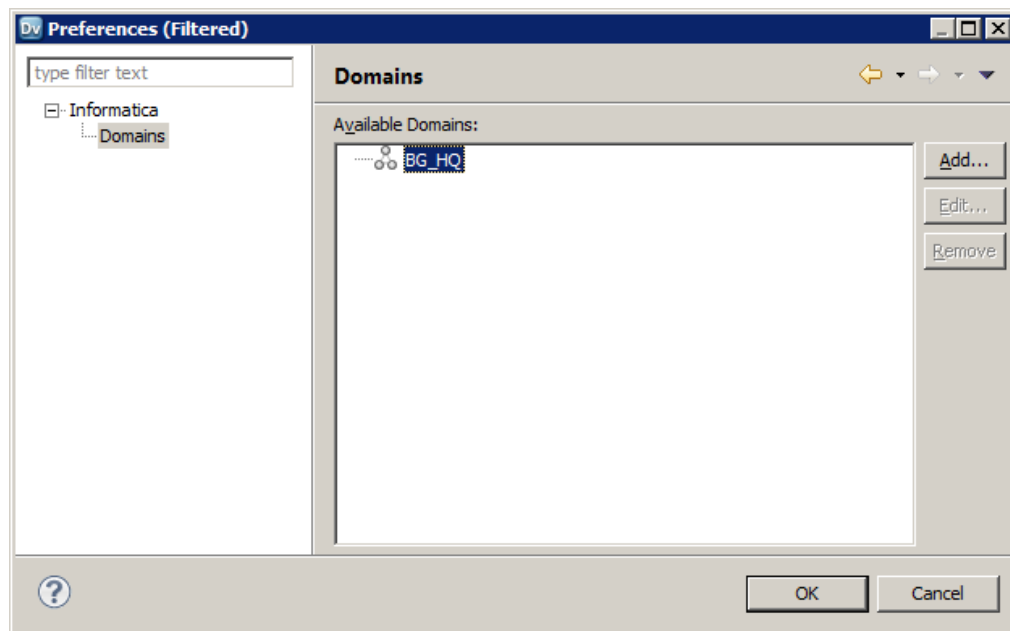 Dv Preferences (Filtered)
type filter text
Informatica
Domains
Domains
Available Domains:
BG_HQ
Add...
Edit...
Remove
?
OK
Cancel